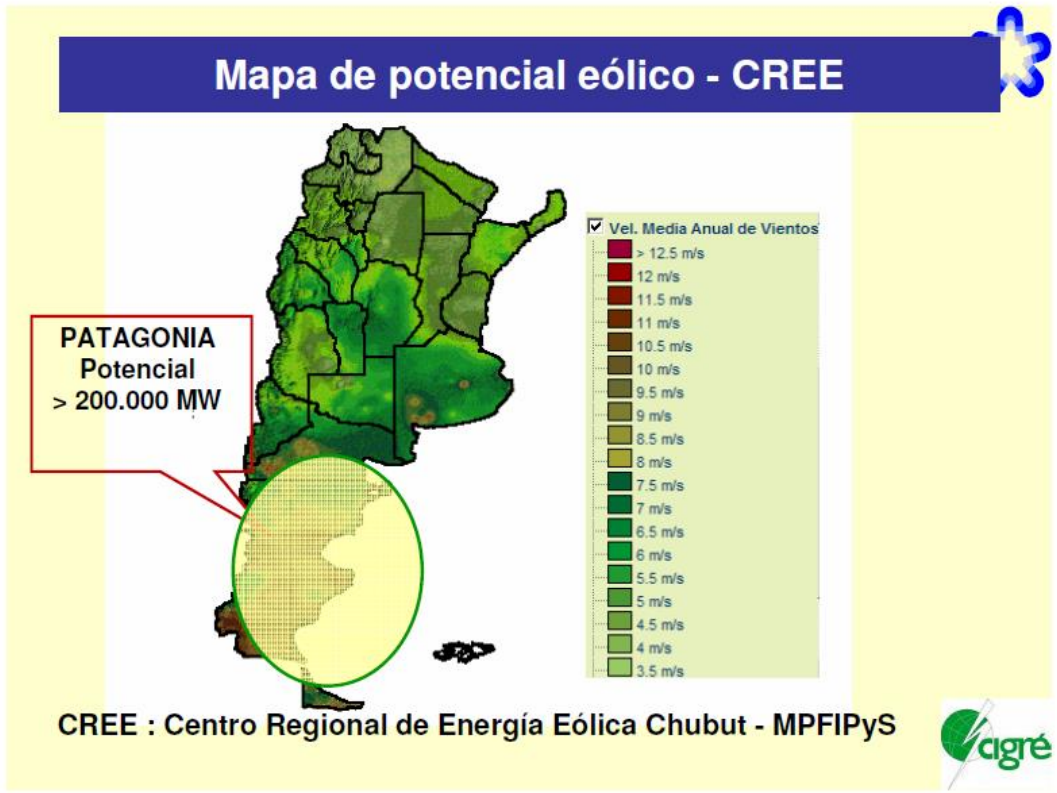 Mapa de potencial eólico - CREE
PATAGONIA
Potencial
> 200.000 MW
Vel. Media Anual de Vientos
> 12.5 m/s
12 m/s
11.5 m/s
11 m/s
10.5 m/s
10 m/s
9.5 m/s
9 m/s
8.5 m/s
8 m/s
7.5 m/s
7 m/s
6.5 m/s
6 m/s
5.5 m/s
5 m/s
4.5 m/s
4 m/s
3.5 m/s
CREE : Centro Regional de Energía Eólica Chubut - MPFIPyS
cigré